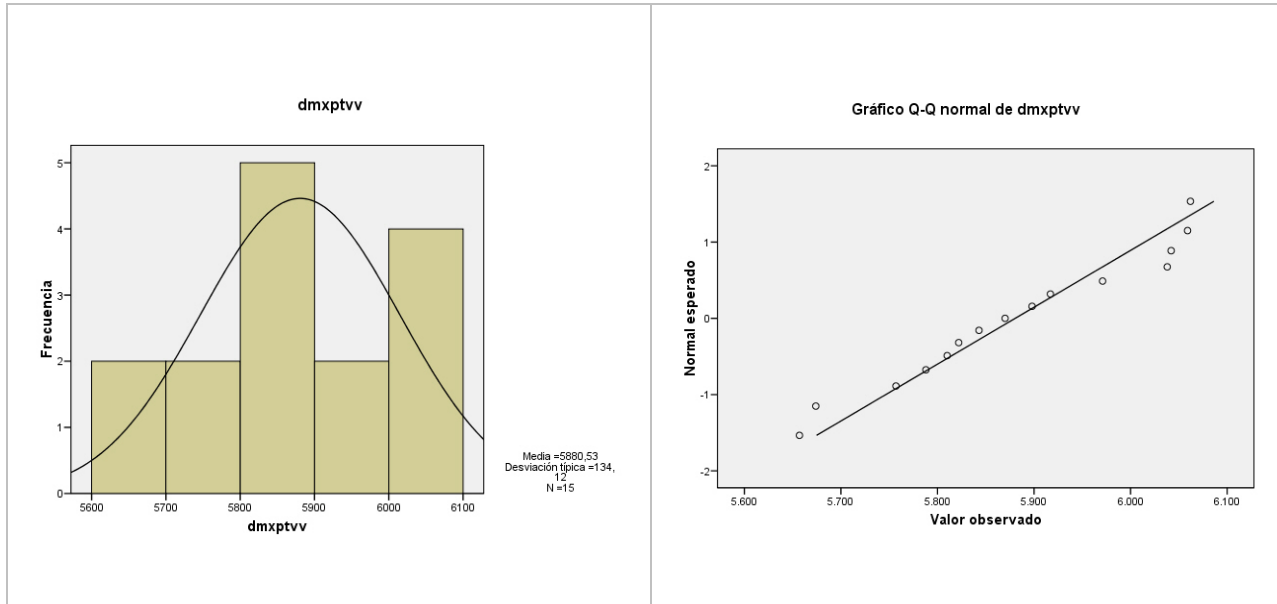 dmxptvv
Frecuencia
5
4
3
2
1
0
5600 5700 5800 5900 6000 6100
dmxptvv
Media =5880,53
Desviación típica =134,
12
N =15
Gráfico Q-Q normal de dmxptvv
Normal esperado
2
1
0
-1
-2
5.600 5.700 5.800 5.900 6.000 6.100
Valor observado